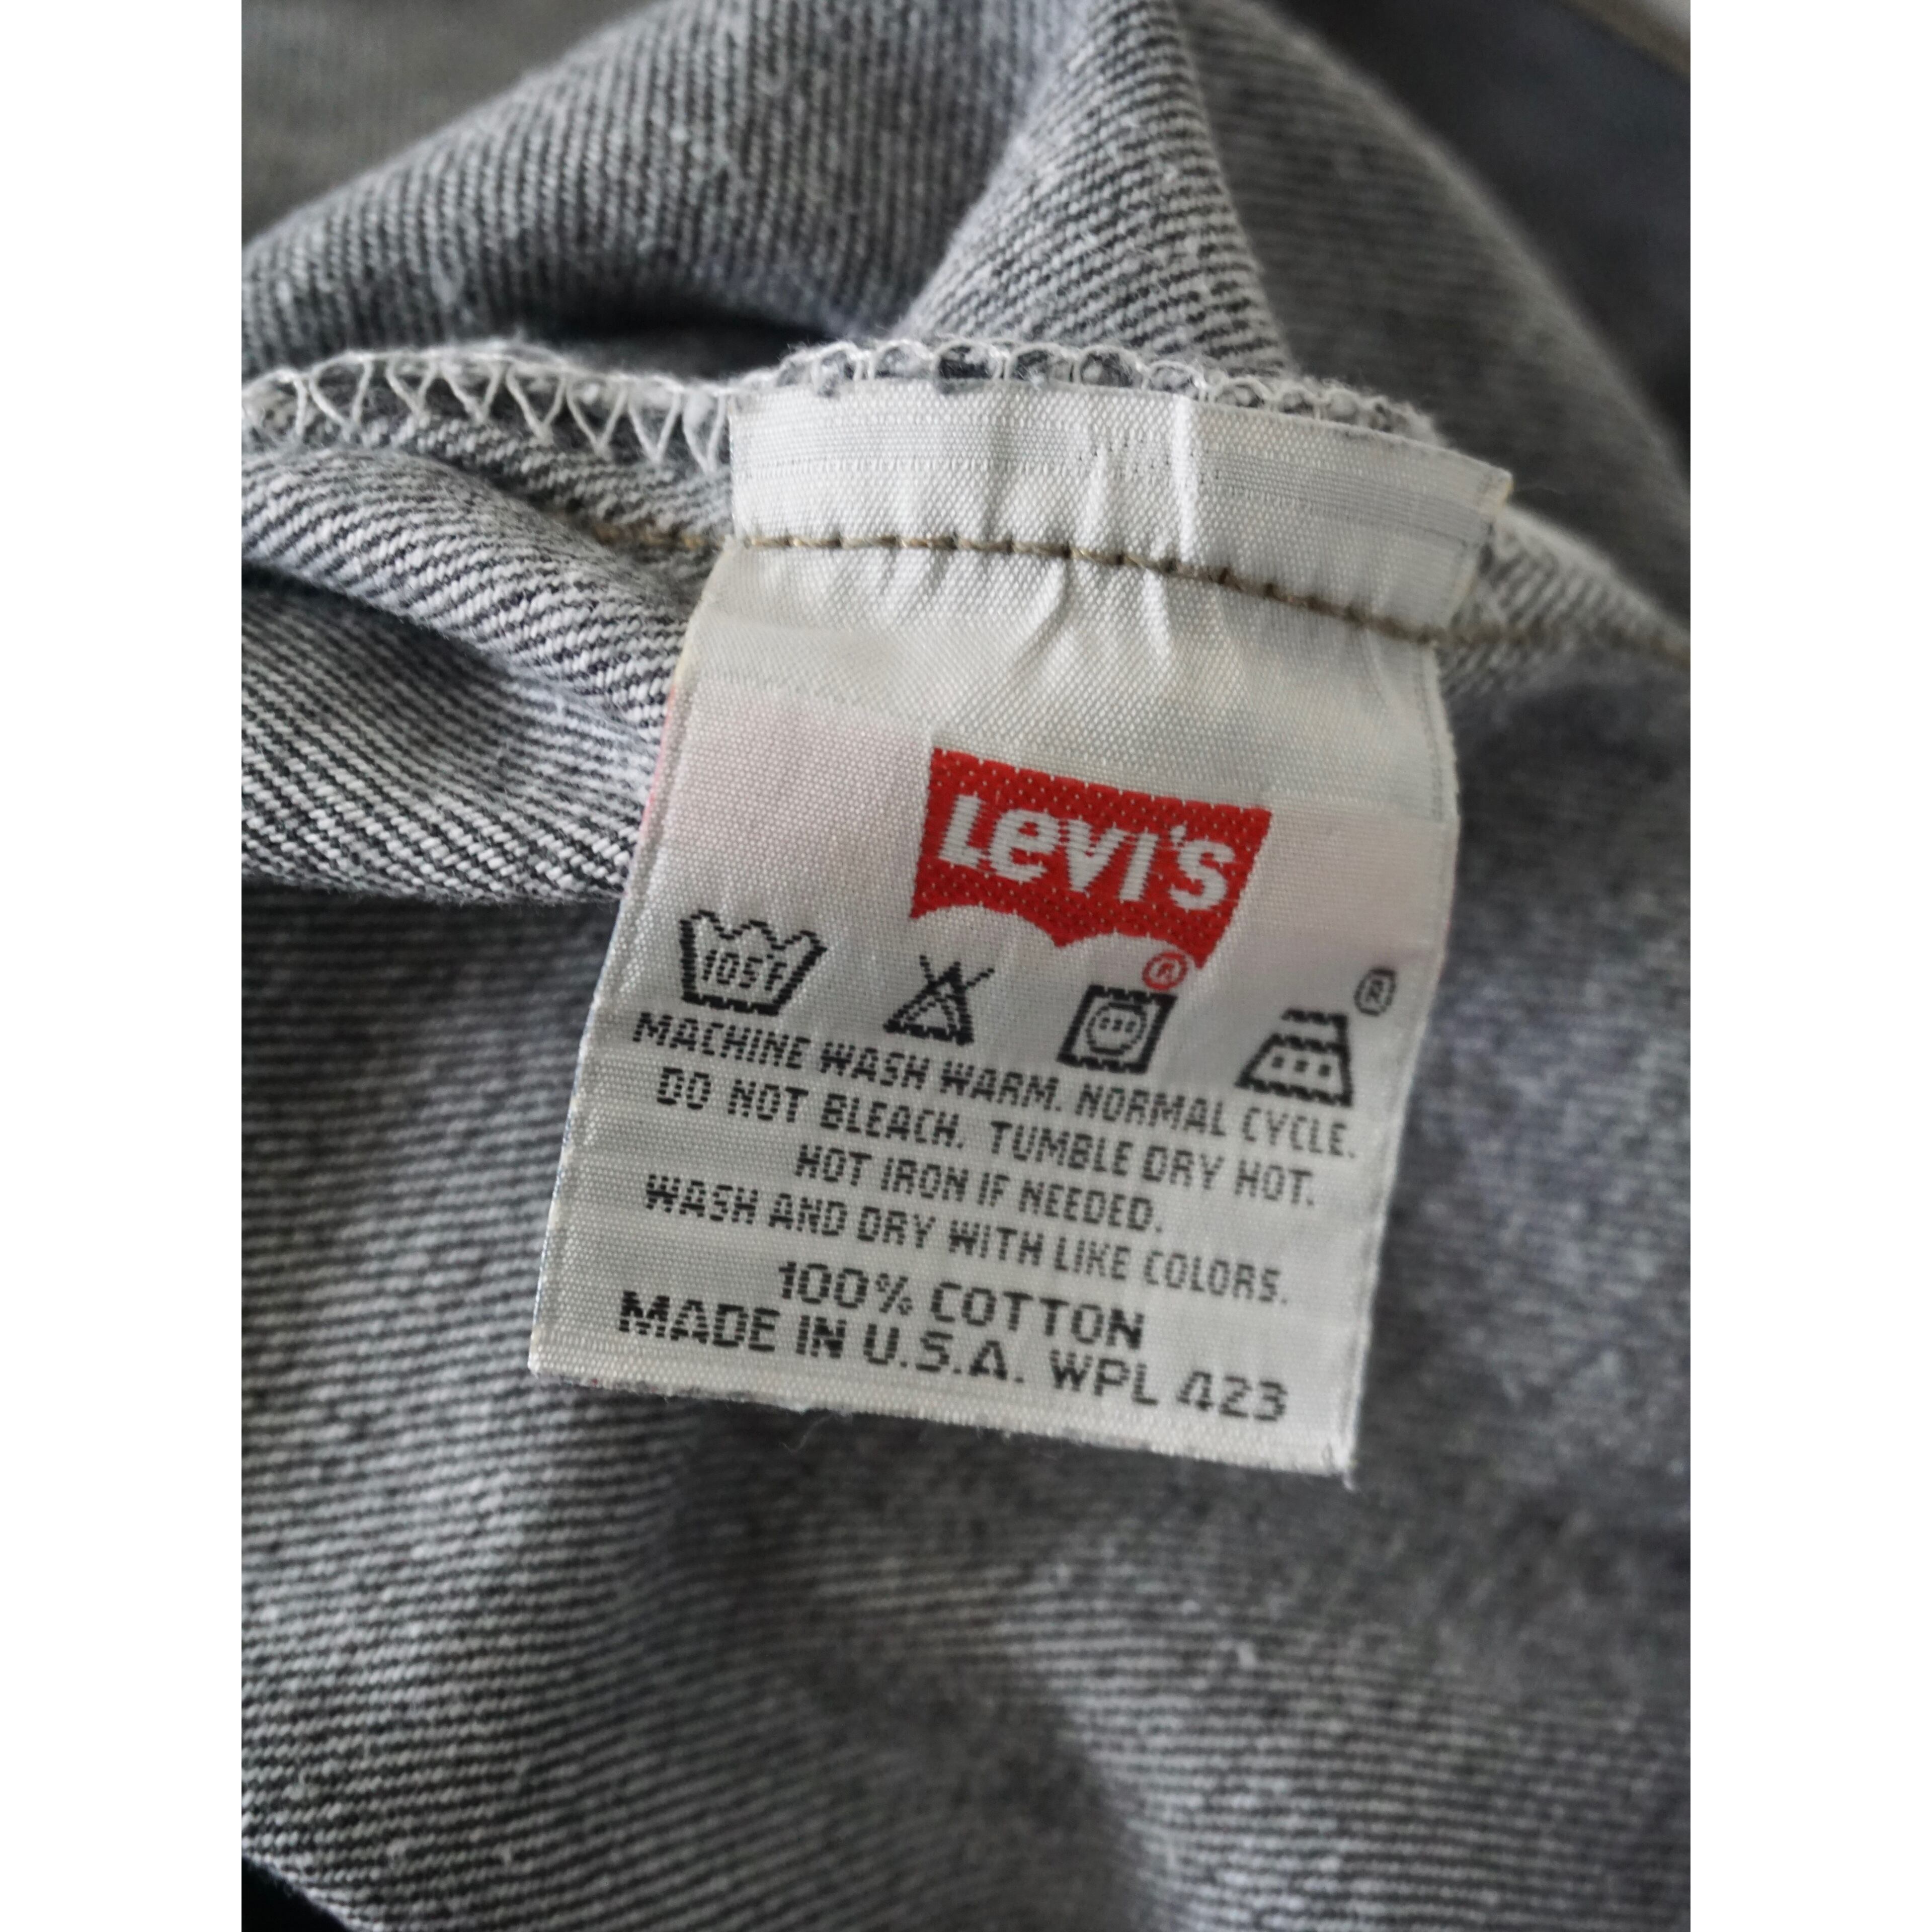 Levi's
®
105°F
®
MACHINE WASH WARM. NORMAL CYCLE.
DO NOT BLEACH. TUMBLE DRY HOT.
HOT IRON IF NEEDED.
WASH AND DRY WITH LIKE COLORS.
100% COTTON
MADE IN U.S.A. WPL 423